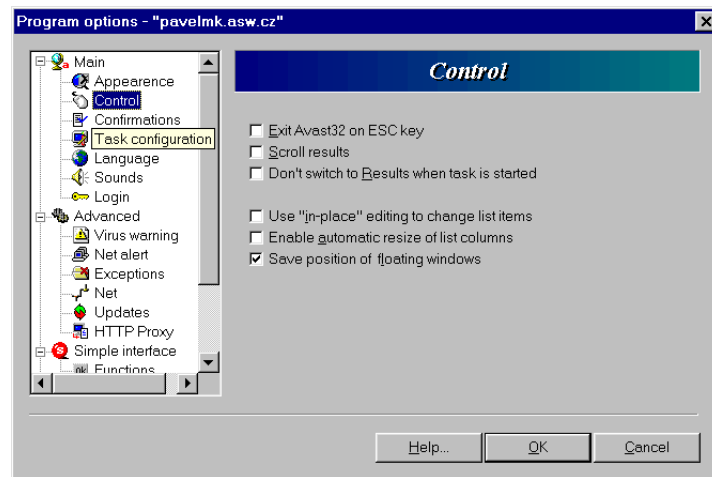 Program options - "pavelmk.asw.cz"
Main
Appearence
Control
Confirmations
Task configuration
Language
Sounds
Login
Advanced
Virus warning
Net alert
Exceptions
Net
Updates
HTTP Proxy
Simple interface
Functions
Control
Exit Avast32 on ESC key
Scroll results
Don't switch to Results when task is started
Use "in-place" editing to change list items
Enable automatic resize of list columns
Save position of floating windows
Help...
OK
Cancel